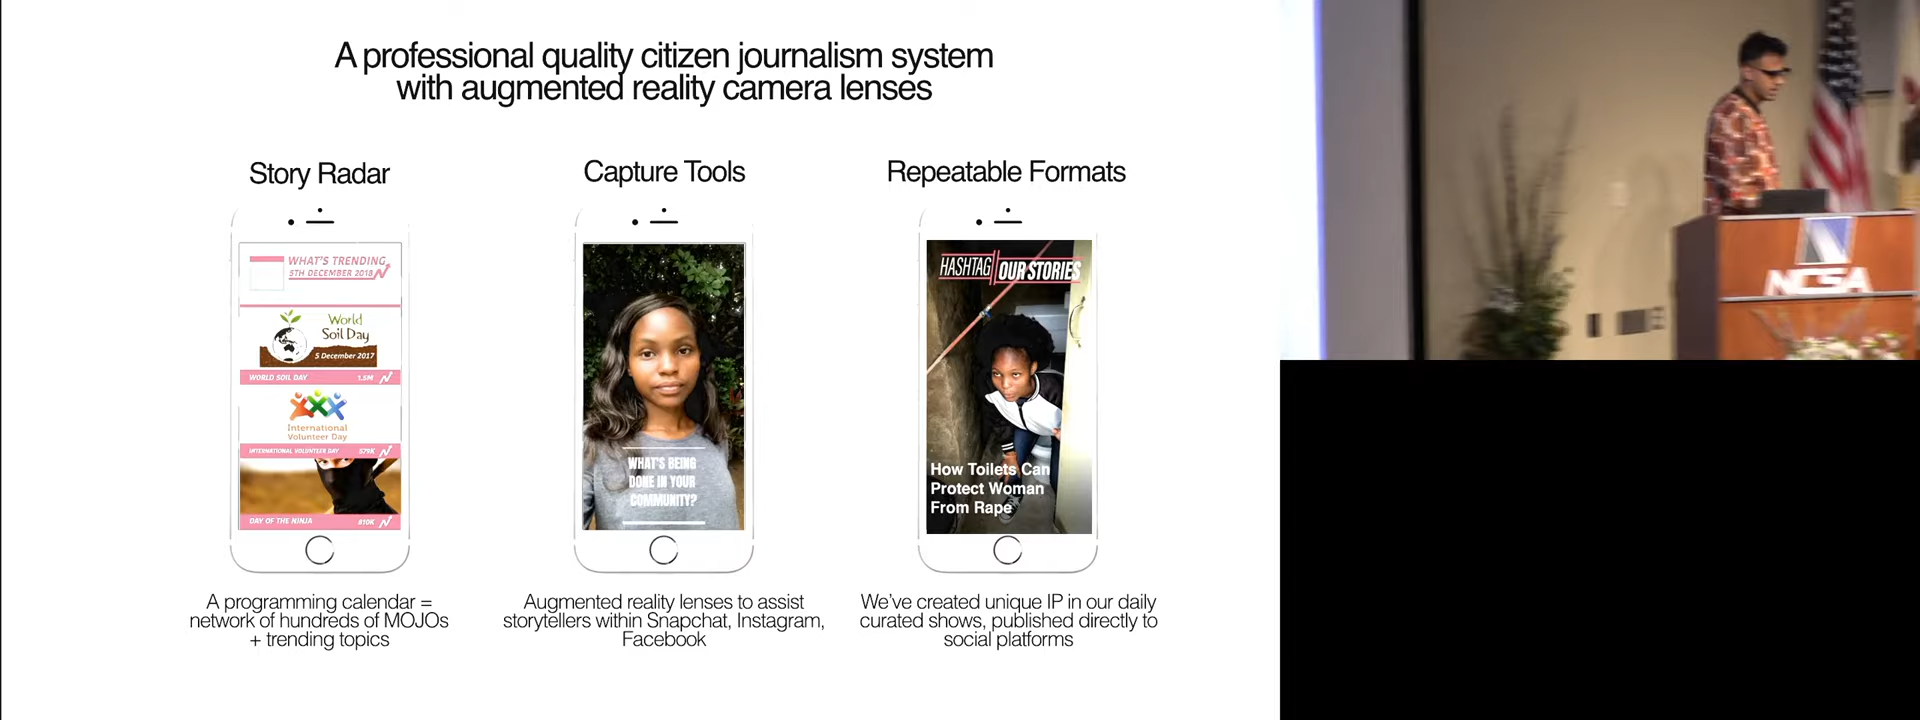 A professional quality citizen journalism system
with augmented reality camera lenses
Story Radar
WHAT'S TRENDING
5TH DECEMBER 2018
World
Soil Day
5 December 2017
WORLD SOIL DAY 1.5M
International
Volunteer Day
INTERNATIONAL VOLUNTEER DAY 579K
DAY OF THE NINJA 810K
A programming calendar =
network of hundreds of MOJOs
+ trending topics
Capture Tools
WHAT'S BEING
DONE IN YOUR
COMMUNITY?
Augmented reality lenses to assist
storytellers within Snapchat, Instagram,
Facebook
Repeatable Formats
HASHTAG OUR STORIES
How Toilets Can
Protect Woman
From Rape
We've created unique IP in our daily
curated shows, published directly to
social platforms
NCSA